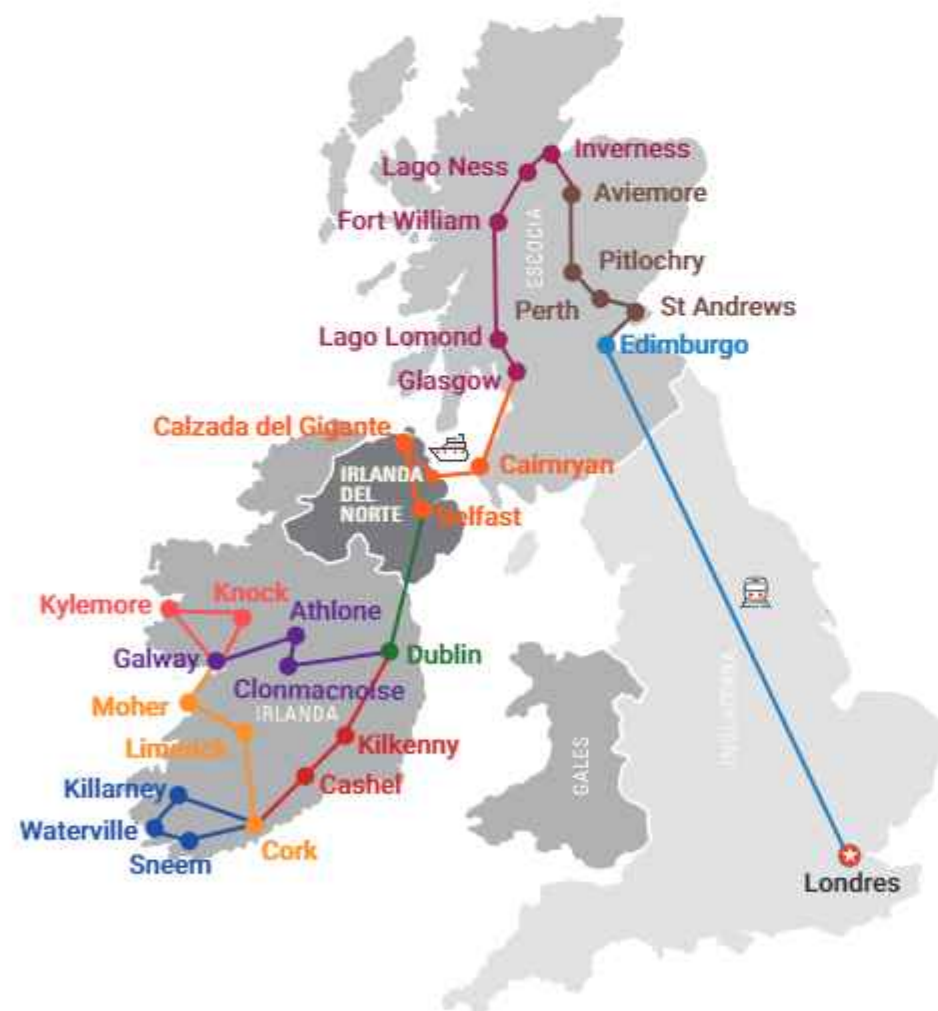 Inverness
Lago Ness
Aviemore
Fort William
ESCOCIA
Pitlochry
Perth
St Andrews
Lago Lomond
Edimburgo
Glasgow
Calzada del Gigante
Cairnryan
IRLANDA
DEL
NORTE
Belfast
Knock
Kylemore
Athlone
Galway
Dublin
Clonmacnoise
Moher
IRLANDA
Limerick
Kilkenny
INGLATERRA
GALES
Killarney
Cashel
Waterville
Sneem
Cork
Londres